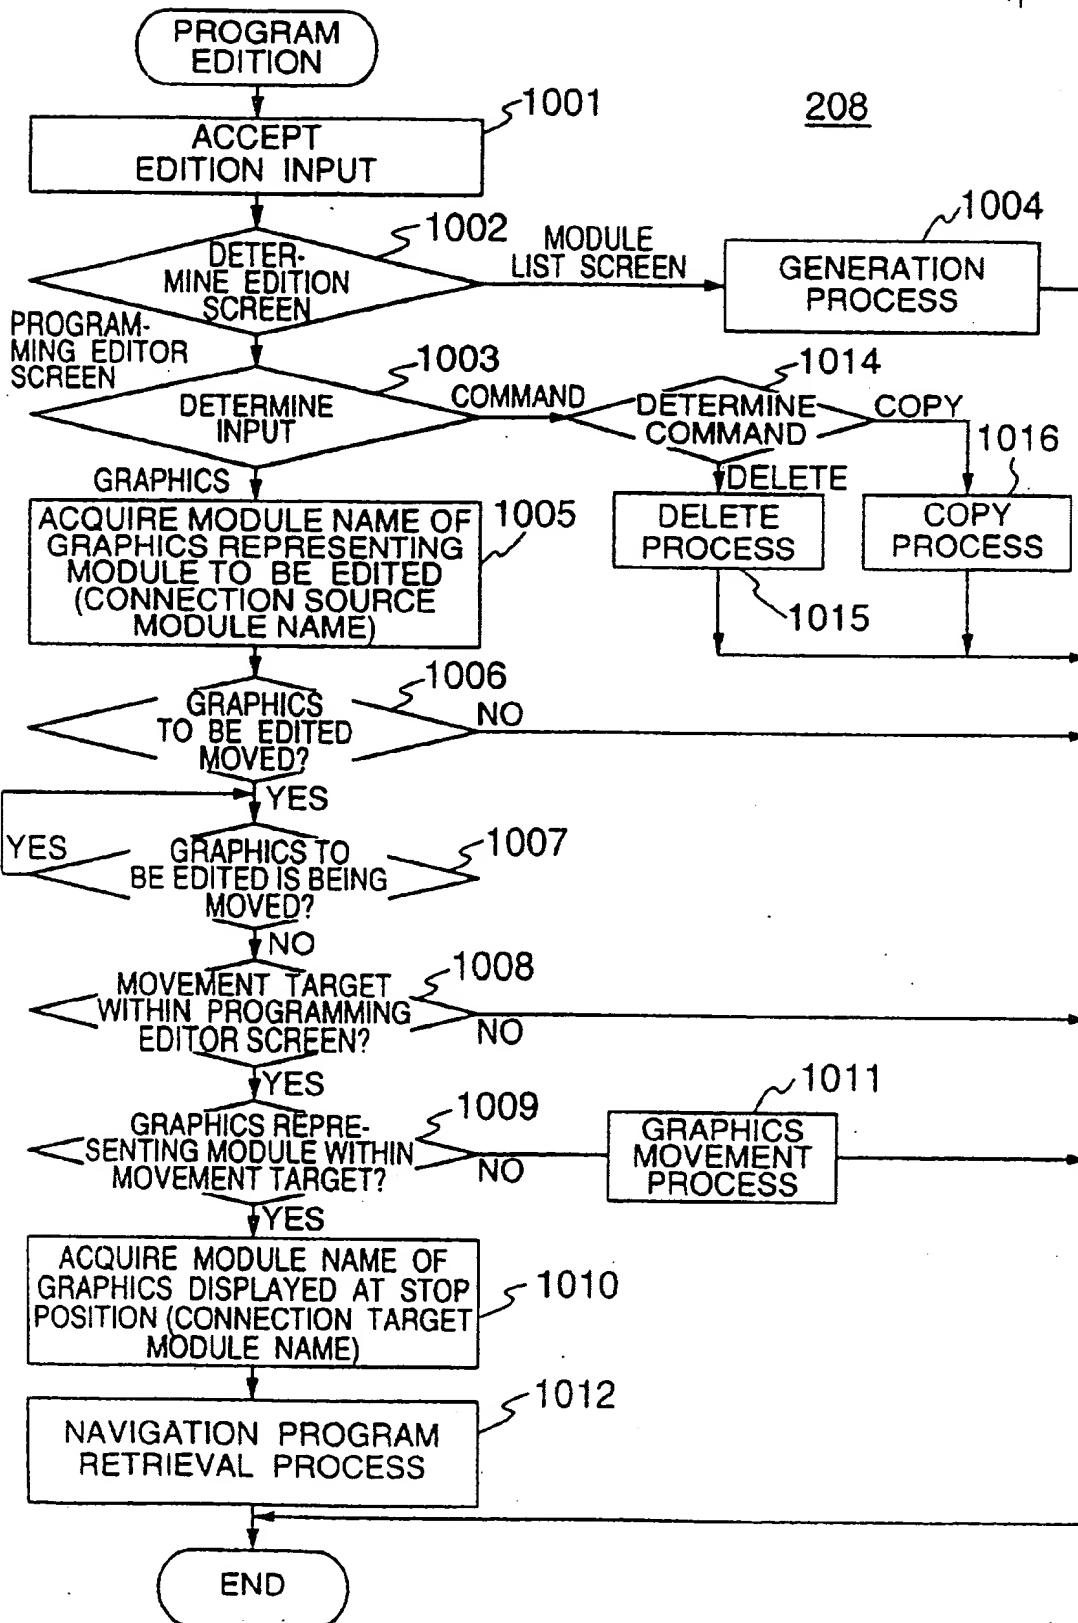 PROGRAM
EDITION
208
1001
ACCEPT
EDITION INPUT
1002
DETER-
MINE EDITION
SCREEN
MODULE
LIST SCREEN
1004
GENERATION
PROCESS
PROGRAM-
MING EDITOR
SCREEN
1003
DETERMINE
INPUT
COMMAND
1014
DETERMINE
COMMAND
COPY
1016
GRAPHICS
DELETE
1005
ACQUIRE MODULE NAME OF
GRAPHICS REPRESENTING
MODULE TO BE EDITED
(CONNECTION SOURCE
MODULE NAME)
DELETE
PROCESS
1015
COPY
PROCESS
1006
GRAPHICS
TO BE EDITED
MOVED?
NO
YES
YES
1007
GRAPHICS TO
BE EDITED IS BEING
MOVED?
NO
1008
MOVEMENT TARGET
WITHIN PROGRAMMING
EDITOR SCREEN?
NO
YES
1009
GRAPHICS REPRE-
SENTING MODULE WITHIN
MOVEMENT TARGET?
NO
1011
GRAPHICS
MOVEMENT
PROCESS
YES
ACQUIRE MODULE NAME OF
GRAPHICS DISPLAYED AT STOP
POSITION (CONNECTION TARGET
MODULE NAME)
1010
1012
NAVIGATION PROGRAM
RETRIEVAL PROCESS
END